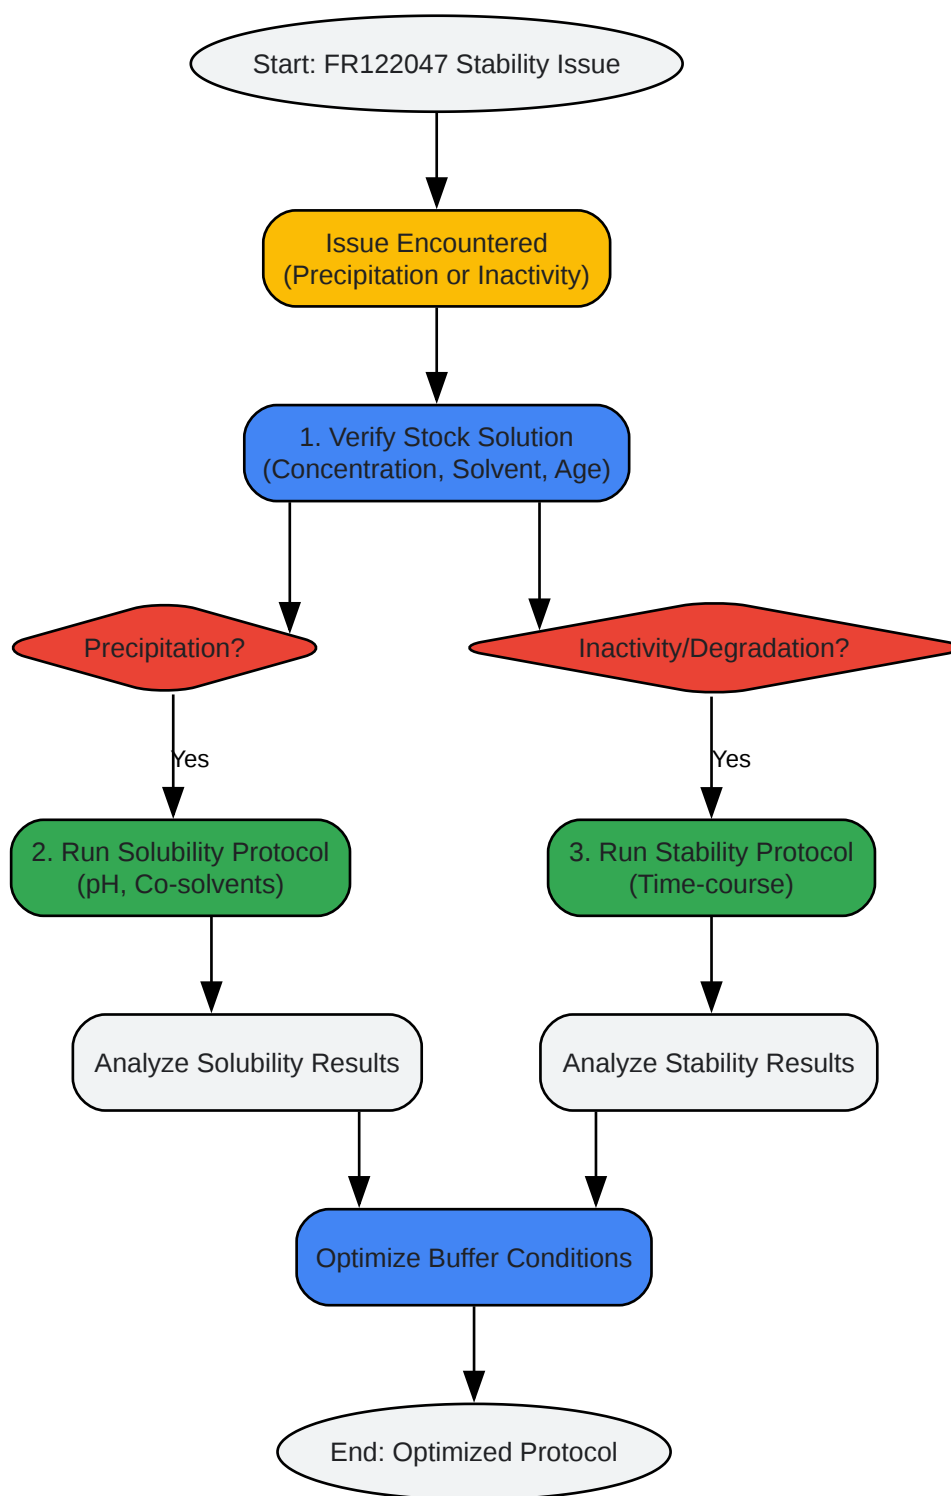 Start: FR122047 Stability Issue
Issue Encountered
(Precipitation or Inactivity)
1. Verify Stock Solution
(Concentration, Solvent, Age)
Precipitation?
Inactivity/Degradation?
Yes
Yes
2. Run Solubility Protocol
(pH, Co-solvents)
3. Run Stability Protocol
(Time-course)
Analyze Solubility Results
Analyze Stability Results
Optimize Buffer Conditions
End: Optimized Protocol